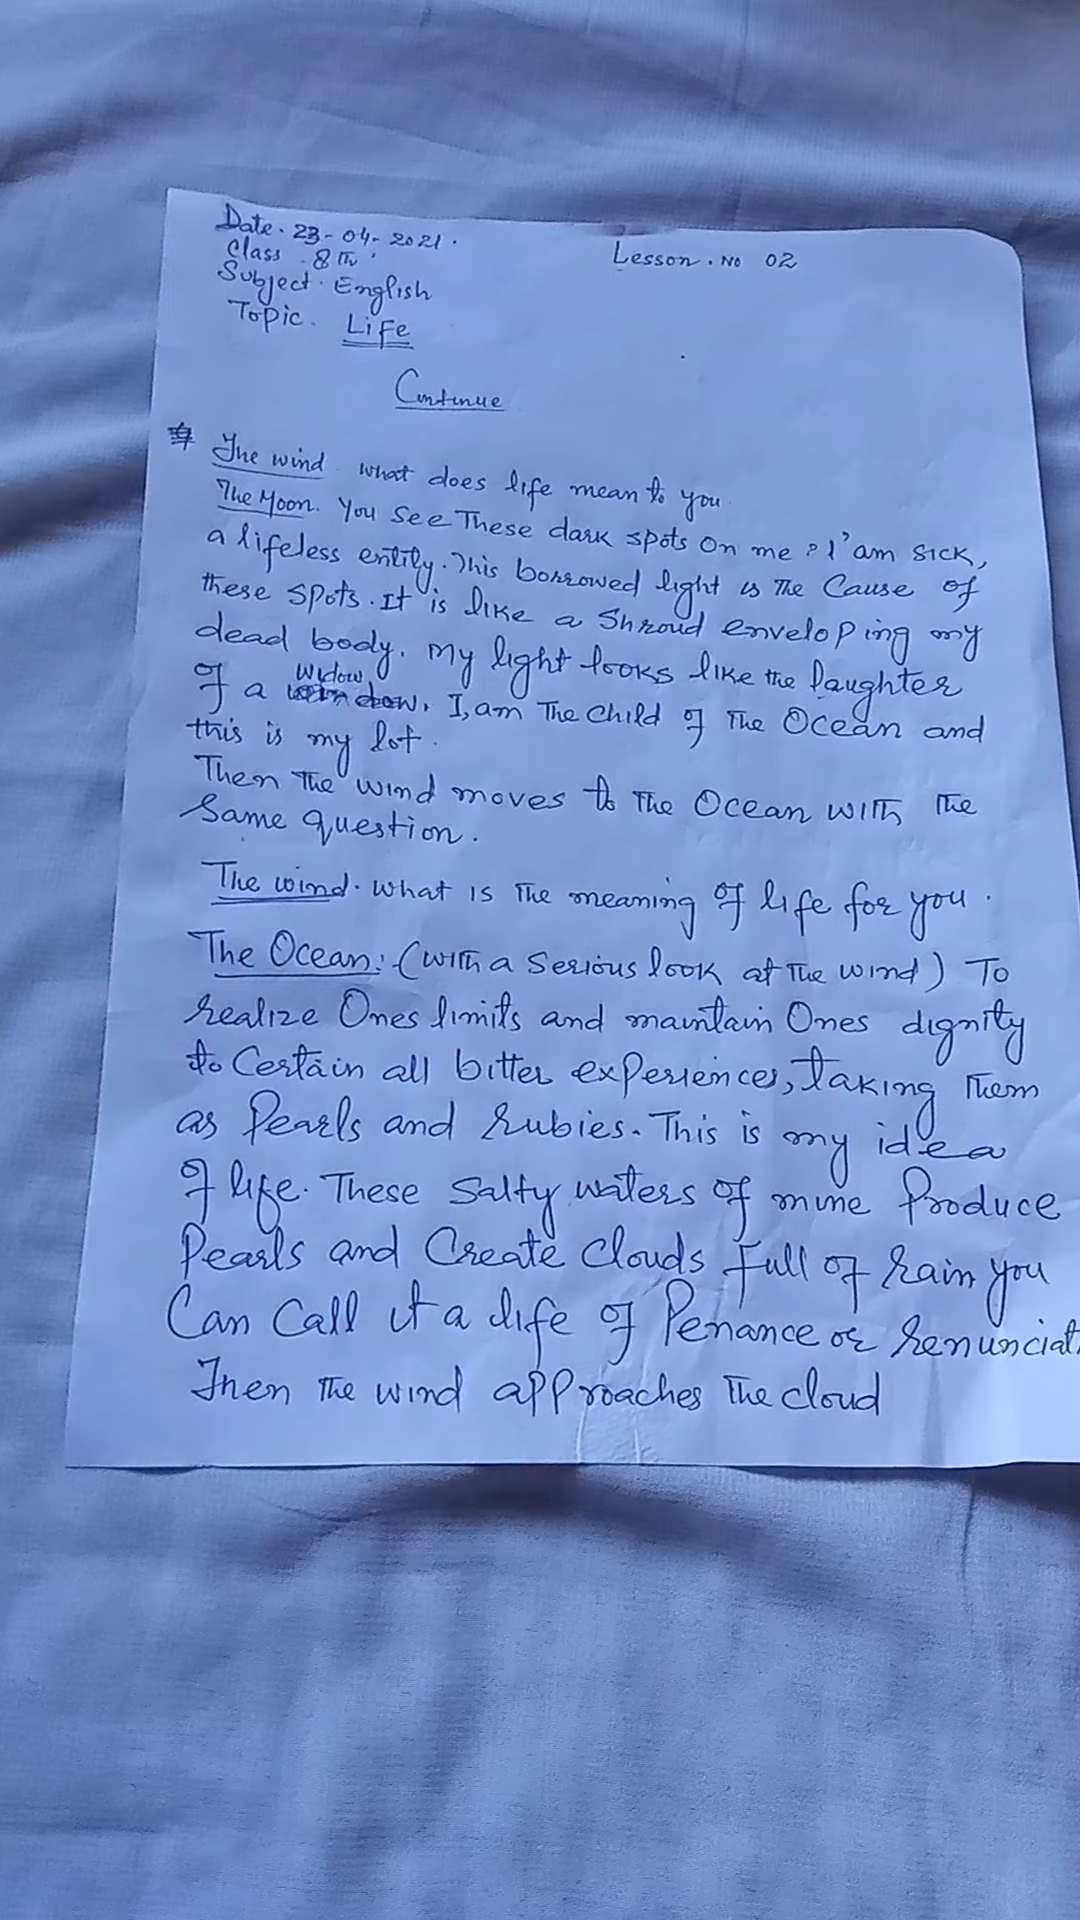 Date. 23-04-2021.
Class. 8Th
Lesson. No 02
Subject. English
Topic. Life
Continue
The wind. what does life mean to you
The Moon. You See These dark spots on me. I'am sick,
a lifeless entity. This borrowed light is The Cause of
these spots. It is like a Shroud enveloping my
dead body. My light looks like the laughter
of a widow. I, am The child of The Ocean and
this is my lot.
Then The wind moves to The Ocean with The
Same question.
The wind. What is The meaning of life for you.
The Ocean:- (with a serious look at The wind) To
realize Ones limits and maintain Ones dignity
to Certain all bitter experiences, taking Them
as Pearls and rubies. This is my idea
of life. These salty waters of mine Produce
Pearls and Create clouds full of rain you
Can Call it a life of Penance or renunciat
Then The wind approaches The cloud